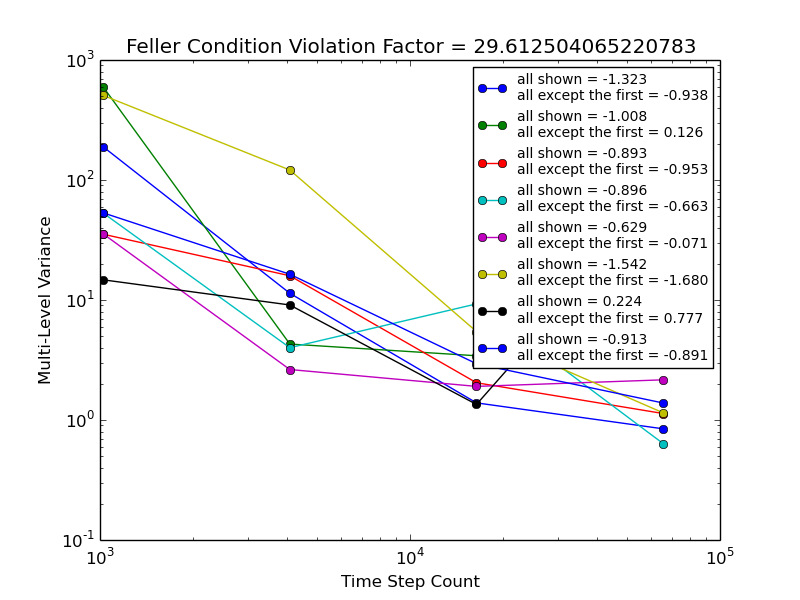 Feller Condition Violation Factor = 29.612504065220783
10^3
10^2
10^1
10^0
10^-1
Multi-Level Variance
all shown = -1.323
all except the first = -0.938
all shown = -1.008
all except the first = 0.126
all shown = -0.893
all except the first = -0.953
all shown = -0.896
all except the first = -0.663
all shown = -0.629
all except the first = -0.071
all shown = -1.542
all except the first = -1.680
all shown = 0.224
all except the first = 0.777
all shown = -0.913
all except the first = -0.891
10^3
10^4
10^5
Time Step Count